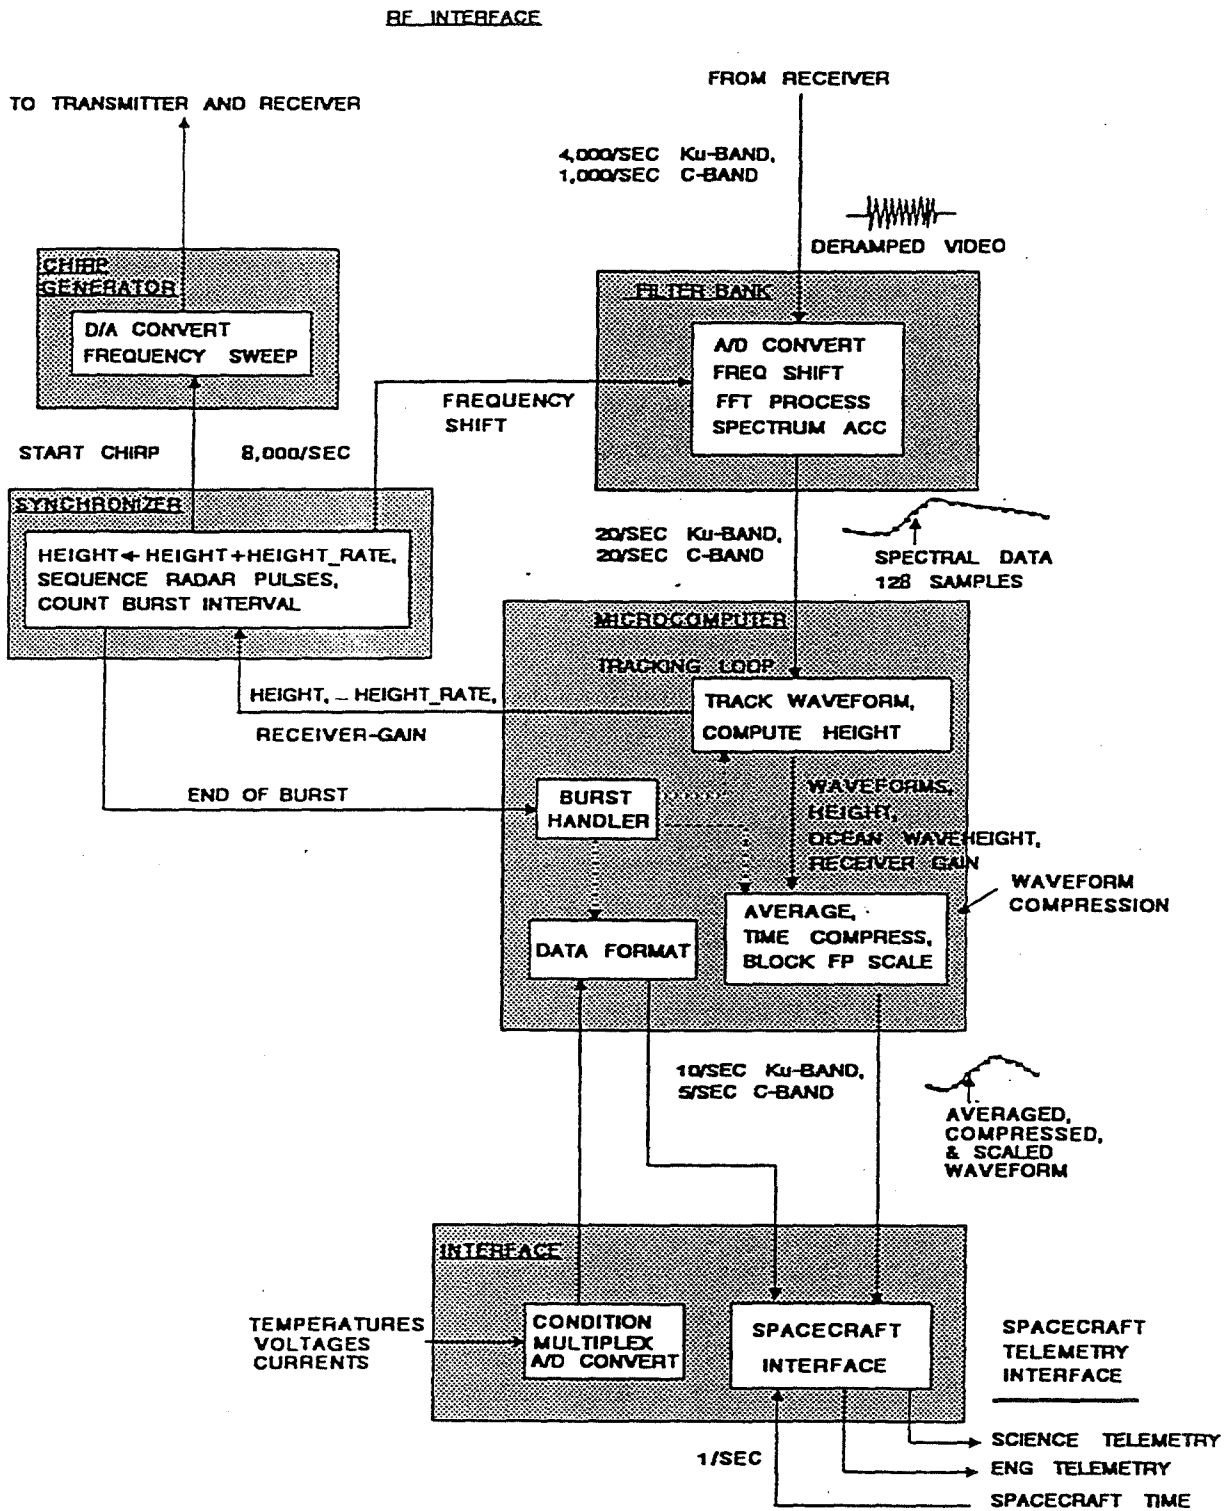 RF INTERFACE
FROM RECEIVER
TO TRANSMITTER AND RECEIVER
4,000/SEC Ku-BAND,
1,000/SEC C-BAND
DERAMPED VIDEO
CHIRP
GENERATOR
D/A CONVERT
FREQUENCY SWEEP
FILTER BANK
A/D CONVERT
FREQ SHIFT
FFT PROCESS
SPECTRUM ACC
FREQUENCY
SHIFT
START CHIRP
8,000/SEC
SYNCHRONIZER
HEIGHT← HEIGHT+HEIGHT_RATE,
SEQUENCE RADAR PULSES,
COUNT BURST INTERVAL
20/SEC Ku-BAND,
20/SEC C-BAND
SPECTRAL DATA
128 SAMPLES
MICROCOMPUTER
TRACKING LOOP
TRACK WAVEFORM,
COMPUTE HEIGHT
HEIGHT, _ HEIGHT_RATE,
RECEIVER-GAIN
END OF BURST
BURST
HANDLER
WAVEFORMS,
HEIGHT,
OCEAN WAVEHEIGHT,
RECEIVER GAIN
WAVEFORM
COMPRESSION
AVERAGE,
TIME COMPRESS,
BLOCK FP SCALE
DATA FORMAT
10/SEC Ku-BAND,
5/SEC C-BAND
AVERAGED,
COMPRESSED,
& SCALED
WAVEFORM
INTERFACE
TEMPERATURES
VOLTAGES
CURRENTS
CONDITION
MULTIPLEX
A/D CONVERT
SPACECRAFT
INTERFACE
SPACECRAFT
TELEMETRY
INTERFACE
1/SEC
SCIENCE TELEMETRY
ENG TELEMETRY
SPACECRAFT TIME